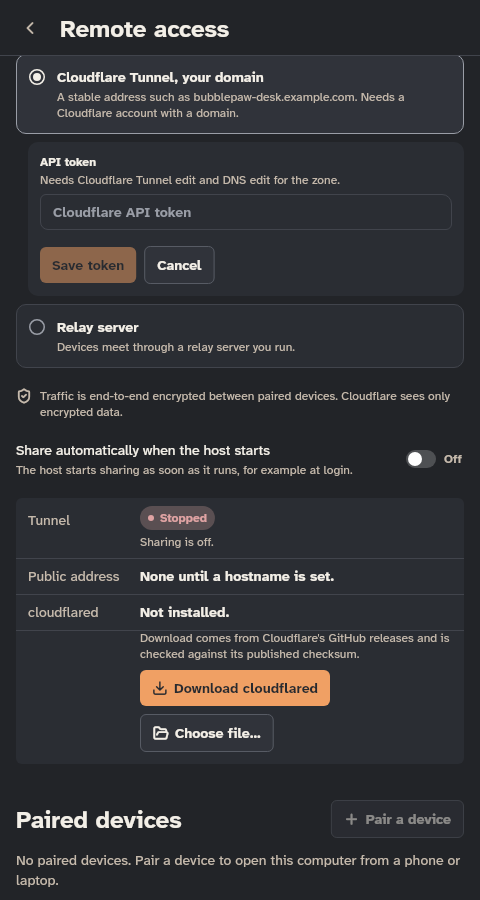 Remote access
Cloudflare Tunnel, your domain
A stable address such as bubblepaw-desk.example.com. Needs a
Cloudflare account with a domain.
API token
Needs Cloudflare Tunnel edit and DNS edit for the zone.
Cloudflare API token
Save token
Cancel
Relay server
Devices meet through a relay server you run.
Traffic is end-to-end encrypted between paired devices. Cloudflare sees only
encrypted data.
Share automatically when the host starts
The host starts sharing as soon as it runs, for example at login.
Off
Tunnel
Stopped
Sharing is off.
Public address
None until a hostname is set.
cloudflared
Not installed.
Download comes from Cloudflare's GitHub releases and is
checked against its published checksum.
Download cloudflared
Choose file...
Paired devices
Pair a device
No paired devices. Pair a device to open this computer from a phone or
laptop.